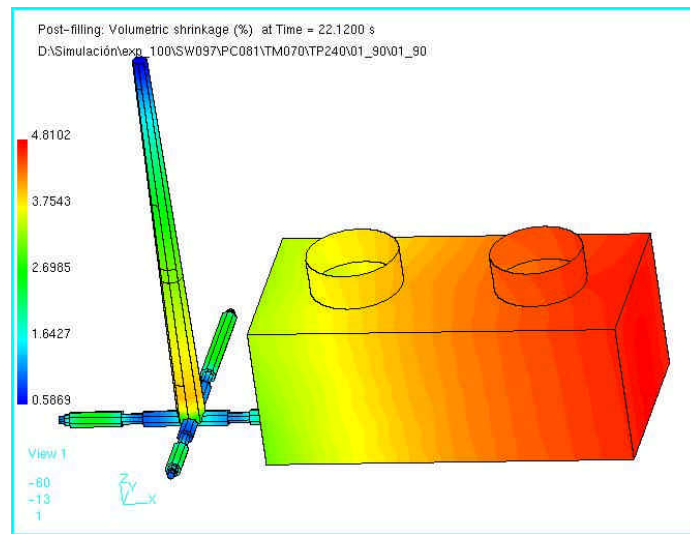 Post-filling: Volumetric shrinkage (%) at Time = 22.1200 s
D:\Simulación\exp_100\SW097\PC081\TM070\TP240\01_90\01_90
4.8102
3.7543
2.6985
1.6427
0.5869
View 1
-60
-13
1
Z
Y
X